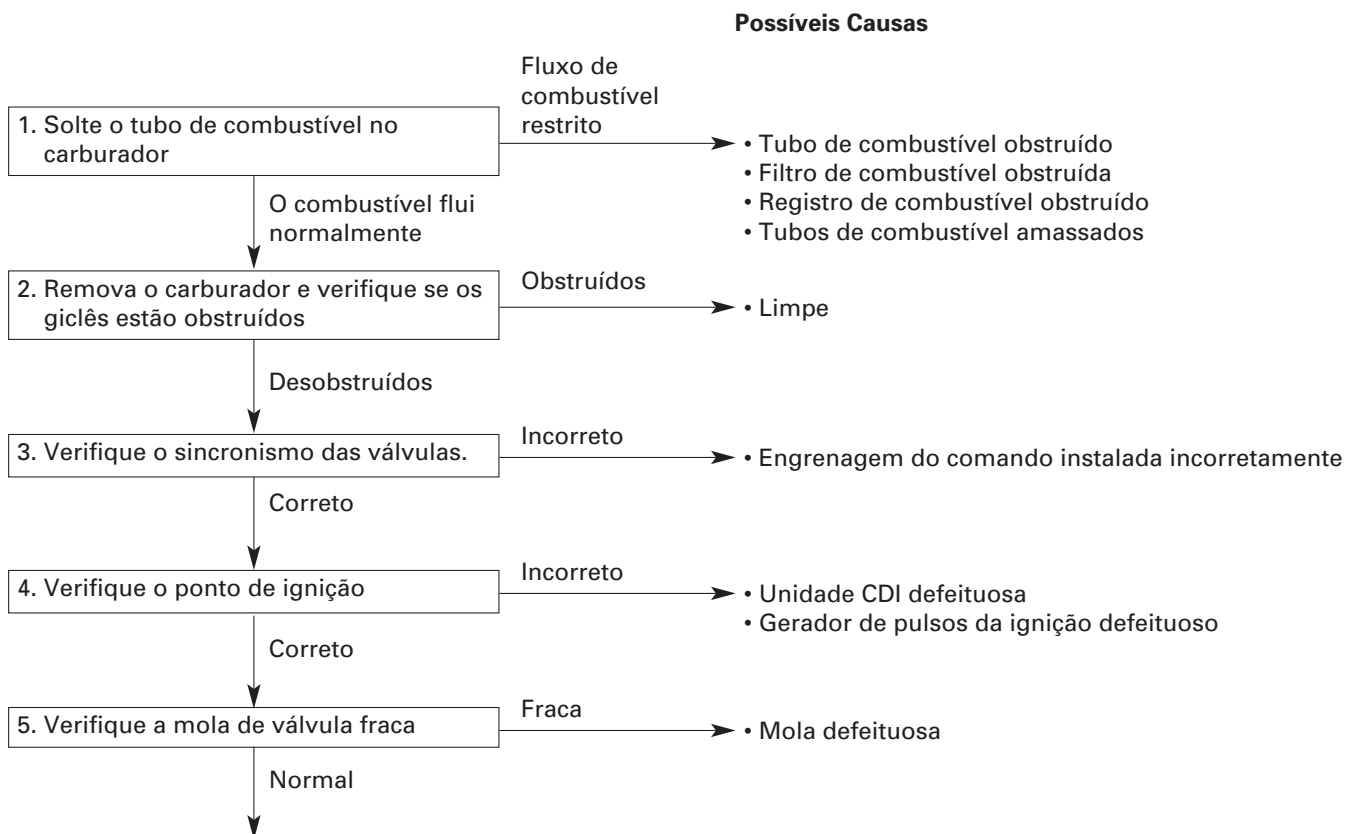 Possíveis Causas
Fluxo de
combustível
restrito
1. Solte o tubo de combustível no
carburador
• Tubo de combustível obstruído
• Filtro de combustível obstruída
• Registro de combustível obstruído
• Tubos de combustível amassados
O combustível flui
normalmente
2. Remova o carburador e verifique se os
giclês estão obstruídos
Obstruídos
• Limpe
Desobstruídos
3. Verifique o sincronismo das válvulas.
Incorreto
• Engrenagem do comando instalada incorretamente
Correto
4. Verifique o ponto de ignição
Incorreto
• Unidade CDI defeituosa
• Gerador de pulsos da ignição defeituoso
Correto
5. Verifique a mola de válvula fraca
Fraca
• Mola defeituosa
Normal